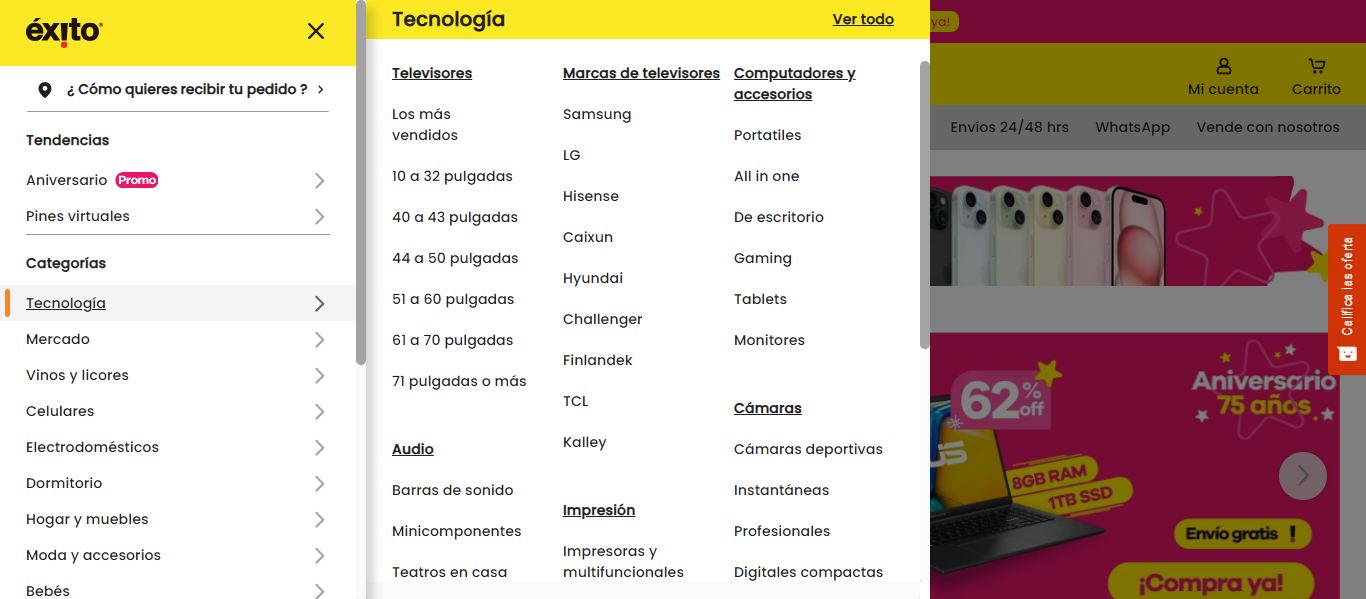 éxito
¿ Cómo quieres recibir tu pedido ?
Tendencias
Aniversario Promo
Pines virtuales
Categorías
Tecnología
Mercado
Vinos y licores
Celulares
Electrodomésticos
Dormitorio
Hogar y muebles
Moda y accesorios
Bebés
Tecnología
Ver todo
Televisores
Los más
vendidos
10 a 32 pulgadas
40 a 43 pulgadas
44 a 50 pulgadas
51 a 60 pulgadas
61 a 70 pulgadas
71 pulgadas o más
Audio
Barras de sonido
Minicomponentes
Teatros en casa
Marcas de televisores
Samsung
LG
Hisense
Caixun
Hyundai
Challenger
Finlandek
TCL
Kalley
Impresión
Impresoras y
multifuncionales
Computadores y
accesorios
Portatiles
All in one
De escritorio
Gaming
Tablets
Monitores
Cámaras
Cámaras deportivas
Instantáneas
Profesionales
Digitales compactas
ya!
Mi cuenta
Carrito
Envíos 24/48 hrs
WhatsApp
Vende con nosotros
Califica las oferta
62% off
Aniversario
75 años
8GB RAM
1TB SSD
Envío gratis !
¡Compra ya!